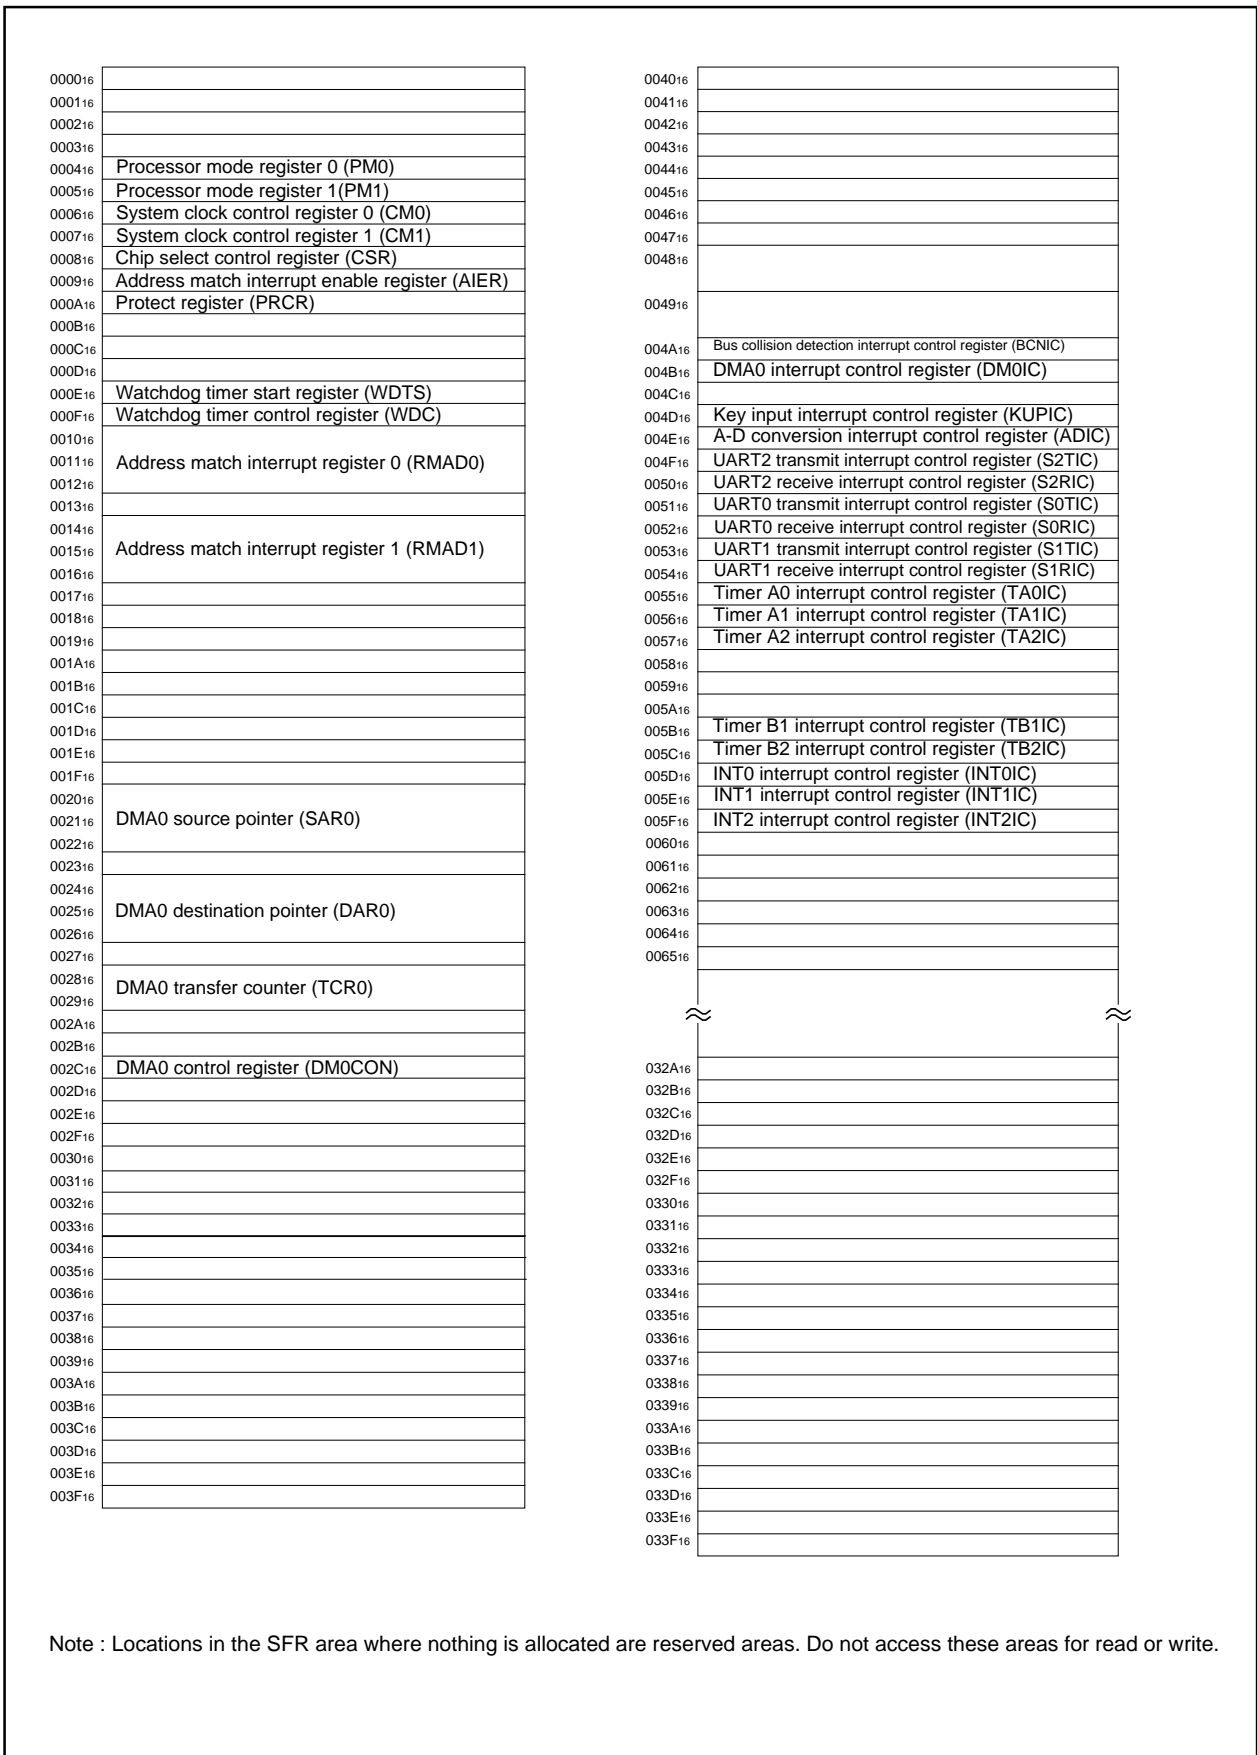 000016
000116
000216
000316
000416 Processor mode register 0 (PM0)
000516 Processor mode register 1(PM1)
000616 System clock control register 0 (CM0)
000716 System clock control register 1 (CM1)
000816 Chip select control register (CSR)
000916 Address match interrupt enable register (AIER)
000A16 Protect register (PRCR)
000B16
000C16
000D16
000E16 Watchdog timer start register (WDTS)
000F16 Watchdog timer control register (WDC)
001016
001116 Address match interrupt register 0 (RMAD0)
001216
001316
001416
001516 Address match interrupt register 1 (RMAD1)
001616
001716
001816
001916
001A16
001B16
001C16
001D16
001E16
001F16
002016
002116 DMA0 source pointer (SAR0)
002216
002316
002416
002516 DMA0 destination pointer (DAR0)
002616
002716
002816
DMA0 transfer counter (TCR0)
002916
002A16
002B16
002C16 DMA0 control register (DM0CON)
002D16
002E16
002F16
003016
003116
003216
003316
003416
003516
003616
003716
003816
003916
003A16
003B16
003C16
003D16
003E16
003F16
004016
004116
004216
004316
004416
004516
004616
004716
004816
004916
004A16 Bus collision detection interrupt control register (BCNIC)
004B16 DMA0 interrupt control register (DM0IC)
004C16
004D16 Key input interrupt control register (KUPIC)
004E16 A-D conversion interrupt control register (ADIC)
004F16 UART2 transmit interrupt control register (S2TIC)
005016 UART2 receive interrupt control register (S2RIC)
005116 UART0 transmit interrupt control register (S0TIC)
005216 UART0 receive interrupt control register (S0RIC)
005316 UART1 transmit interrupt control register (S1TIC)
005416 UART1 receive interrupt control register (S1RIC)
005516 Timer A0 interrupt control register (TA0IC)
005616 Timer A1 interrupt control register (TA1IC)
005716 Timer A2 interrupt control register (TA2IC)
005816
005916
005A16
005B16 Timer B1 interrupt control register (TB1IC)
005C16 Timer B2 interrupt control register (TB2IC)
005D16 INT0 interrupt control register (INT0IC)
005E16 INT1 interrupt control register (INT1IC)
005F16 INT2 interrupt control register (INT2IC)
006016
006116
006216
006316
006416
006516
032A16
032B16
032C16
032D16
032E16
032F16
033016
033116
033216
033316
033416
033516
033616
033716
033816
033916
033A16
033B16
033C16
033D16
033E16
033F16
Note : Locations in the SFR area where nothing is allocated are reserved areas. Do not access these areas for read or write.